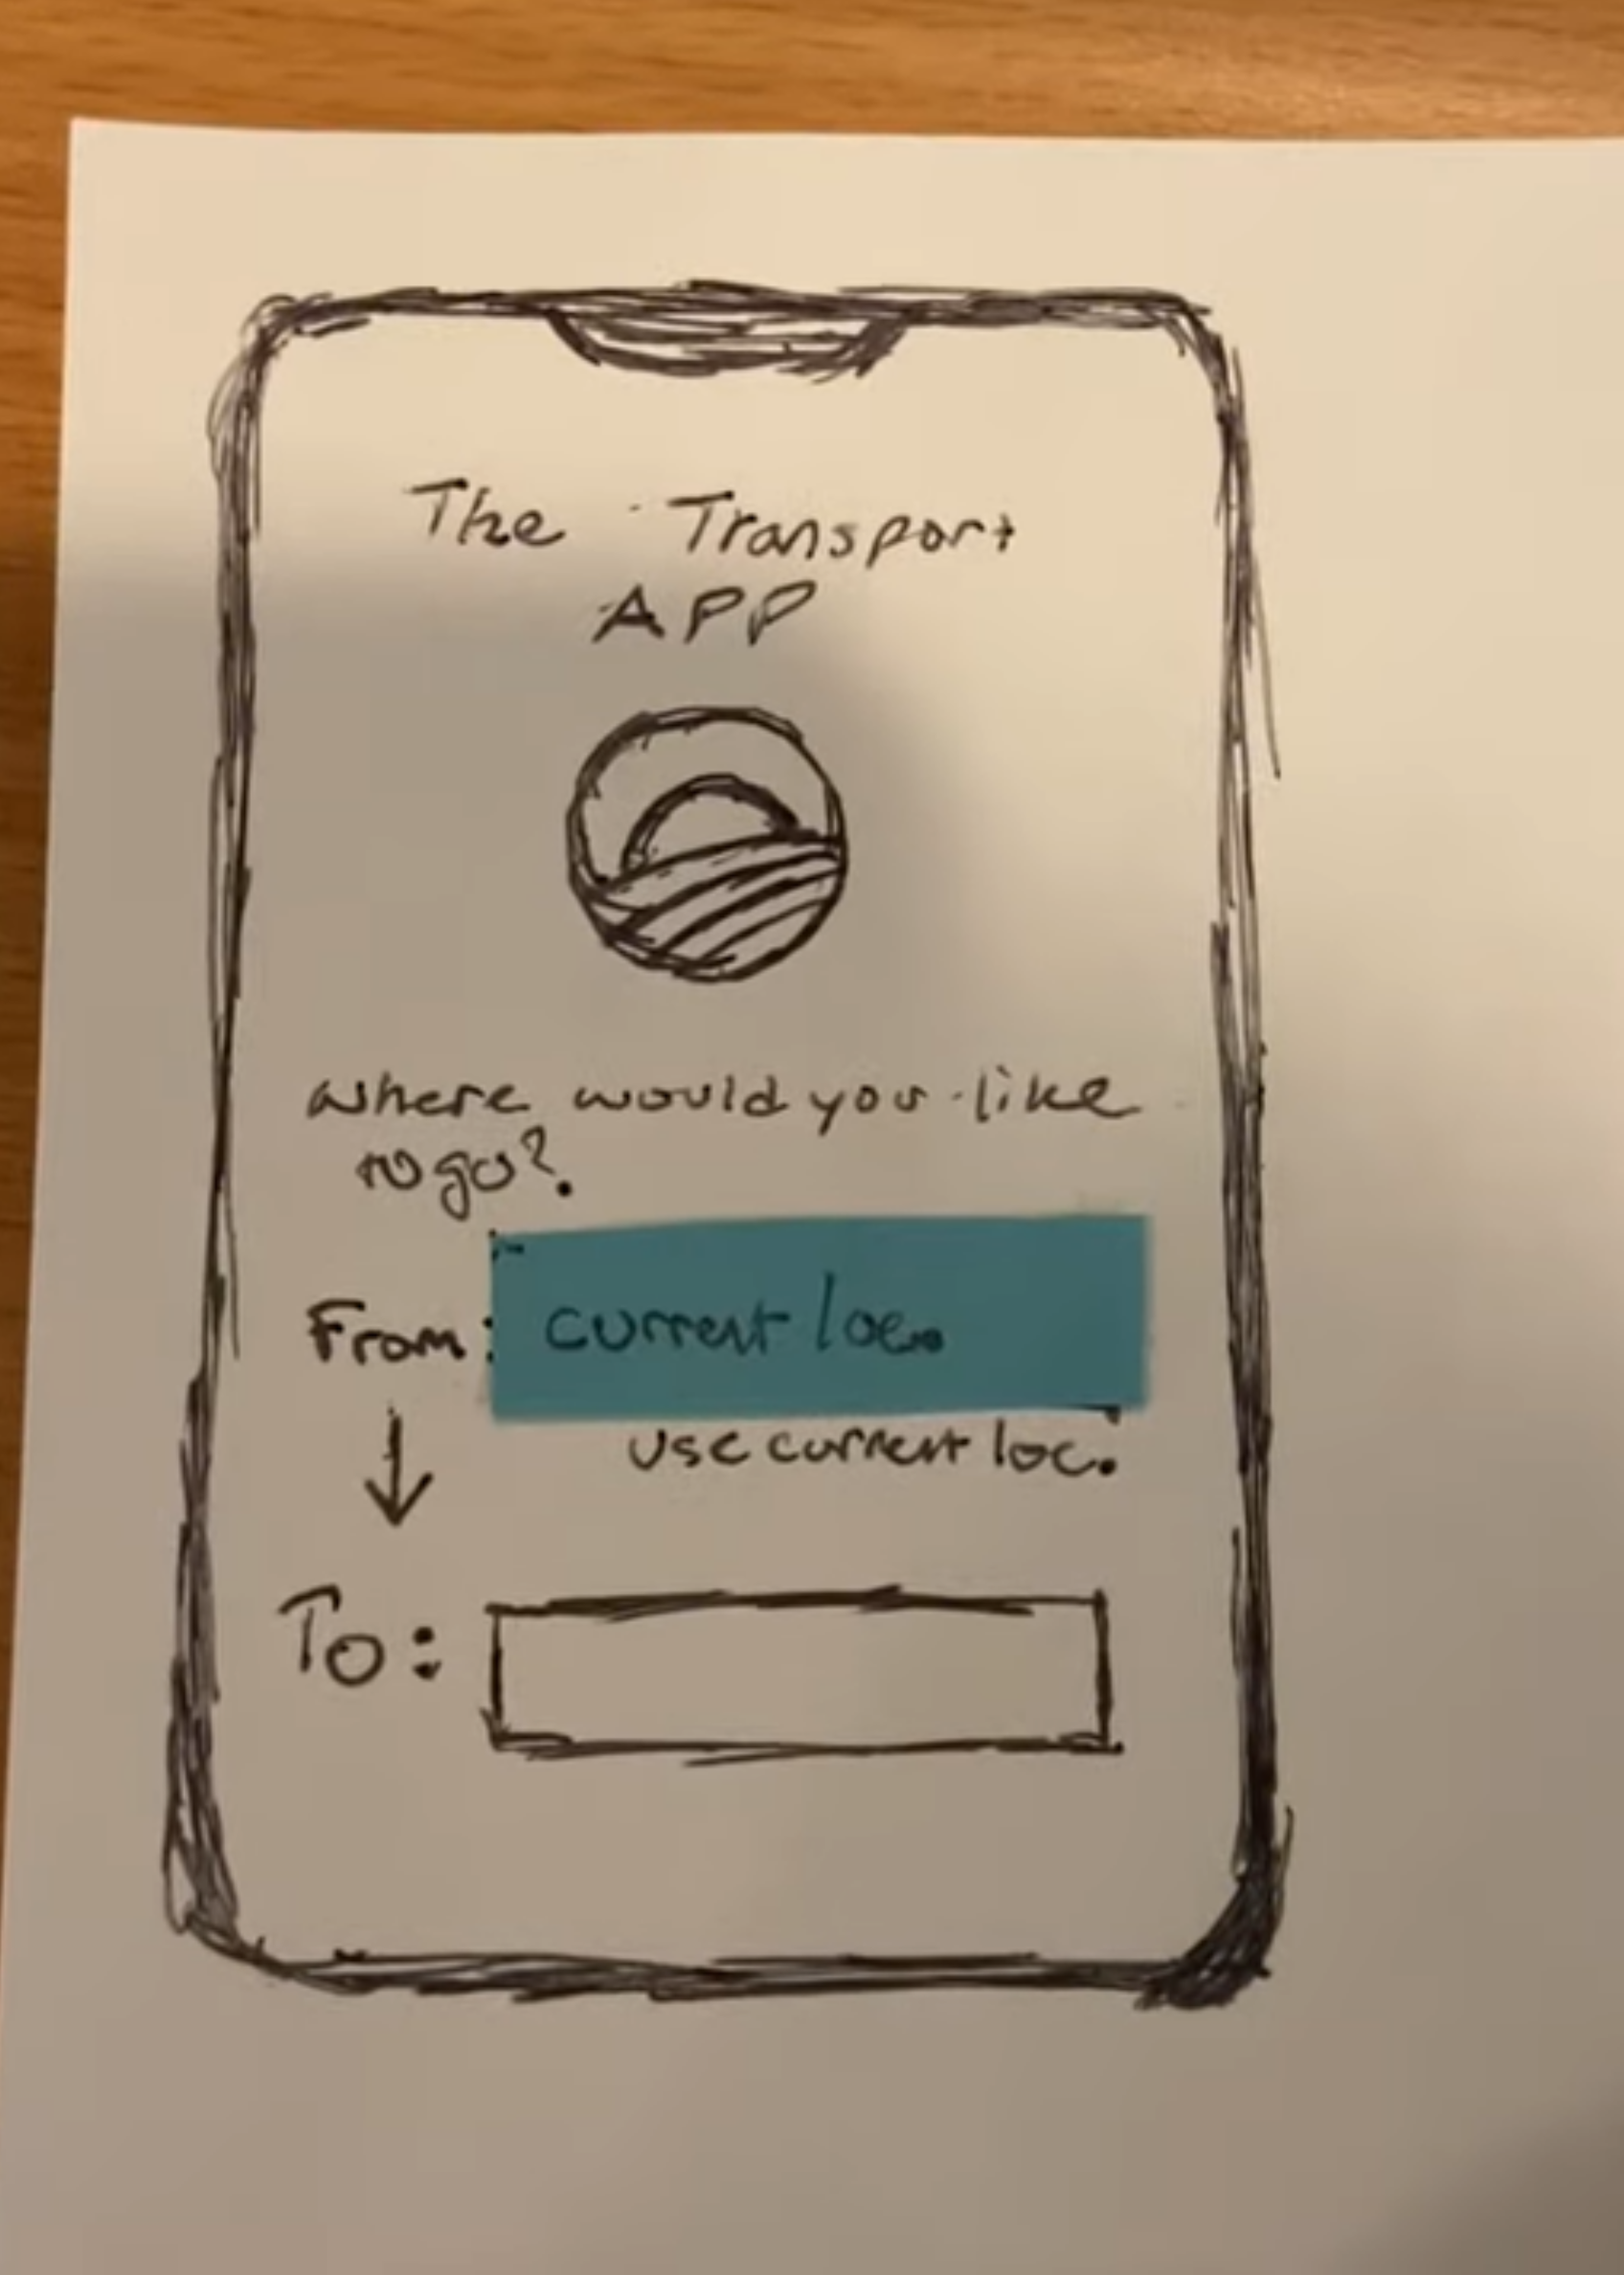 The Transport
APP
where would you like
to go?
From: current loc.
use current loc.
To: